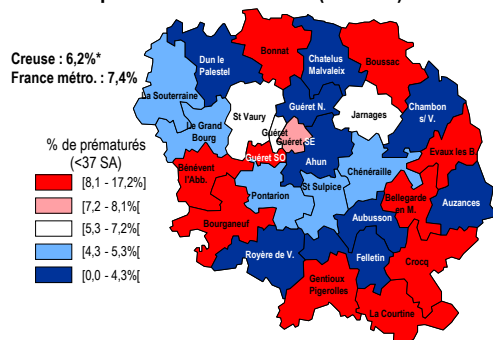 Creuse : 6,2%*
France métro. : 7,4%
% de prématurés
(<37 SA)
[8,1 - 17,2%]
[7,2 - 8,1%[
[5,3 - 7,2%[
[4,3 - 5,3%[
[0,0 - 4,3%[
Dun le
Palestel
Bonnat
Chatelus
Malvaleix
Boussac
La Souterraine
Le Grand
Bourg
St Vaury
Guéret N.
Jarnages
Chambon
s/ V.
Guéret
Guéret SE
Guéret SO
Ahun
Evaux les B.
Bénévent
l'Abb.
Chénéraille
Pontarion
St Sulpice
Bellegarde
en M.
Auzances
Bourganeuf
Aubusson
Royère de V.
Felletin
Crocq
Gentioux
Pigerolles
La Courtine